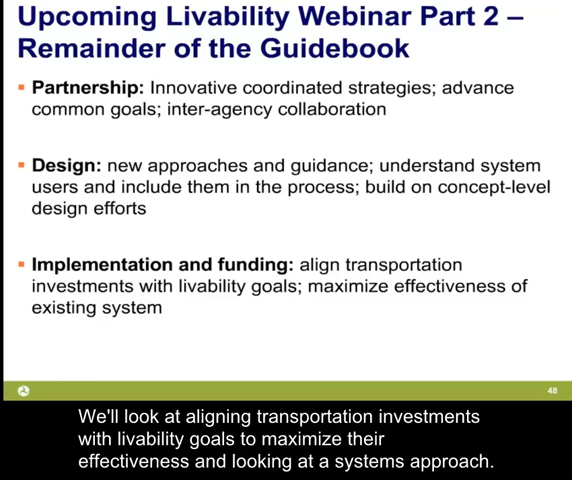 Upcoming Livability Webinar Part 2 –
Remainder of the Guidebook
Partnership: Innovative coordinated strategies; advance
common goals; inter-agency collaboration
Design: new approaches and guidance; understand system
users and include them in the process; build on concept-level
design efforts
Implementation and funding: align transportation
investments with livability goals; maximize effectiveness of
existing system
48
We'll look at aligning transportation investments
with livability goals to maximize their
effectiveness and looking at a systems approach.